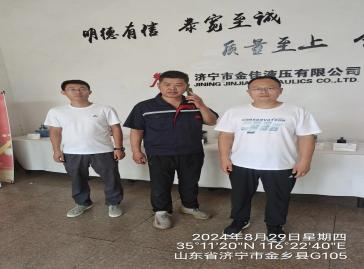 明德有信 恭宽至诚
质量至上
济宁市金佳液压有限公司
JINING JINJIA HYDRAULICS CO.,LTD
2024年8月29日星期四
35°11'20"N 116°22'40"E
山东省济宁市金乡县G105